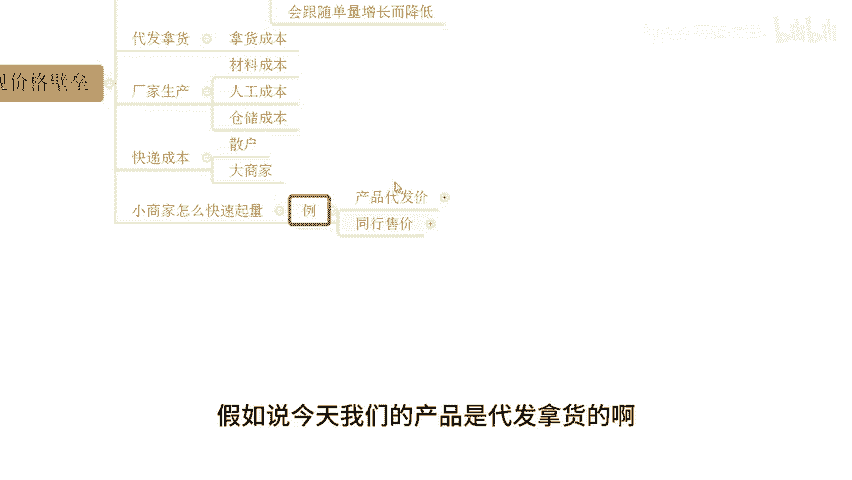 会跟随单量增长而降低
代发拿货
拿货成本
材料成本
价格壁垒
厂家生产
人工成本
仓储成本
散户
快递成本
大商家
产品代发价
小商家怎么快速起量
例
同行售价
假如说今天我们的产品是代发拿货的啊
bilibili